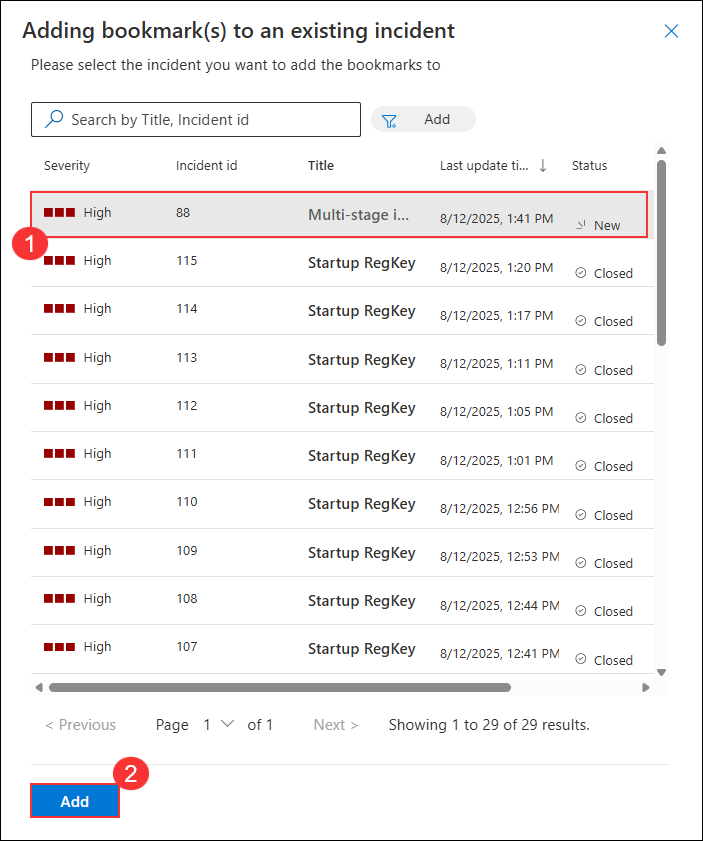 Adding bookmark(s) to an existing incident
Please select the incident you want to add the bookmarks to
Search by Title, Incident id
Add
Severity Incident id Title Last update ti... ↓ Status
High 88 Multi-stage i... 8/12/2025, 1:41 PM New
1
High 115 Startup RegKey 8/12/2025, 1:20 PM Closed
High 114 Startup RegKey 8/12/2025, 1:17 PM Closed
High 113 Startup RegKey 8/12/2025, 1:11 PM Closed
High 112 Startup RegKey 8/12/2025, 1:05 PM Closed
High 111 Startup RegKey 8/12/2025, 1:01 PM Closed
High 110 Startup RegKey 8/12/2025, 12:56 PM Closed
High 109 Startup RegKey 8/12/2025, 12:53 PM Closed
High 108 Startup RegKey 8/12/2025, 12:44 PM Closed
High 107 Startup RegKey 8/12/2025, 12:41 PM Closed
< Previous Page 1 of 1 Next > Showing 1 to 29 of 29 results.
2
Add